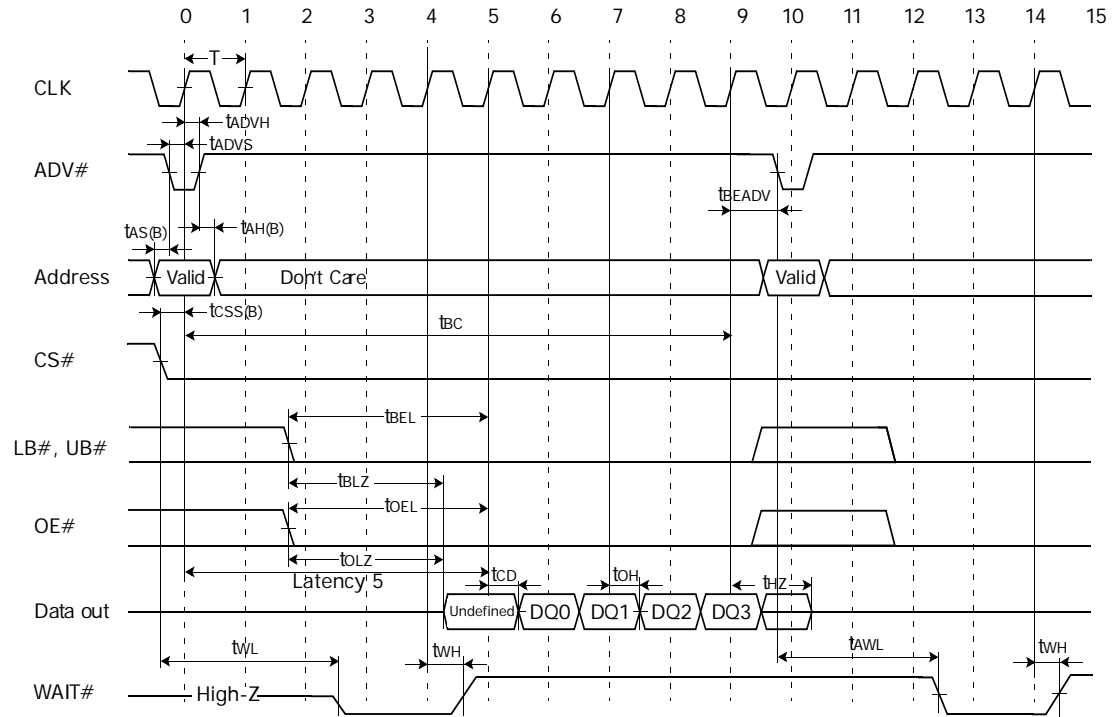 0 1 2 3 4 5 6 7 8 9 10 11 12 13 14 15
T
CLK
tADVH
tADVS
ADV#
tBEADV
tAS(B)
tAH(B)
Address
Valid
Don't Care
Valid
tCSS(B)
tBC
CS#
tBEL
LB#, UB#
tBLZ
tOEL
OE#
tOLZ
Latency 5
tCD
tOH
tHZ
Data out
Undefined
DQ0
DQ1
DQ2
DQ3
tWL
tWH
tAWL
tWH
WAIT#
High-Z